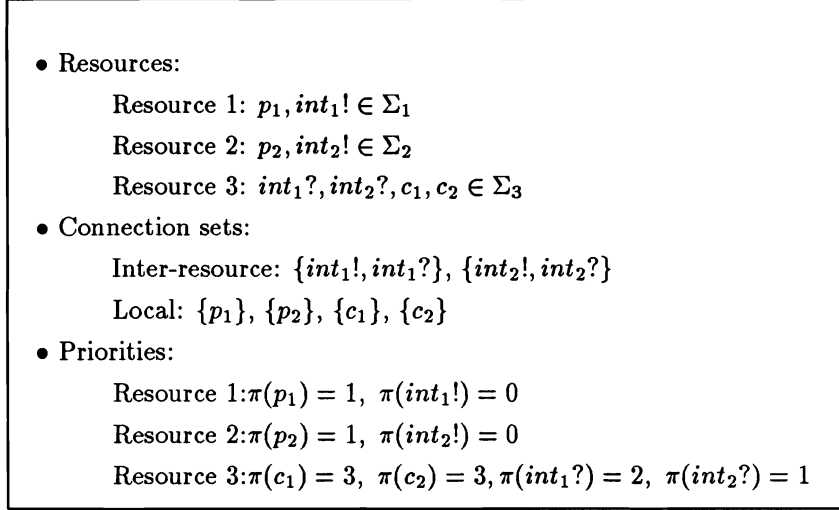 • Resources:
Resource 1: p₁, int₁! ∈ Σ₁
Resource 2: p₂, int₂! ∈ Σ₂
Resource 3: int₁?, int₂?, c₁, c₂ ∈ Σ₃
• Connection sets:
Inter-resource: {int₁!, int₁?}, {int₂!, int₂?}
Local: {p₁}, {p₂}, {c₁}, {c₂}
• Priorities:
Resource 1:π(p₁) = 1, π(int₁!) = 0
Resource 2:π(p₂) = 1, π(int₂!) = 0
Resource 3:π(c₁) = 3, π(c₂) = 3, π(int₁?) = 2, π(int₂?) = 1